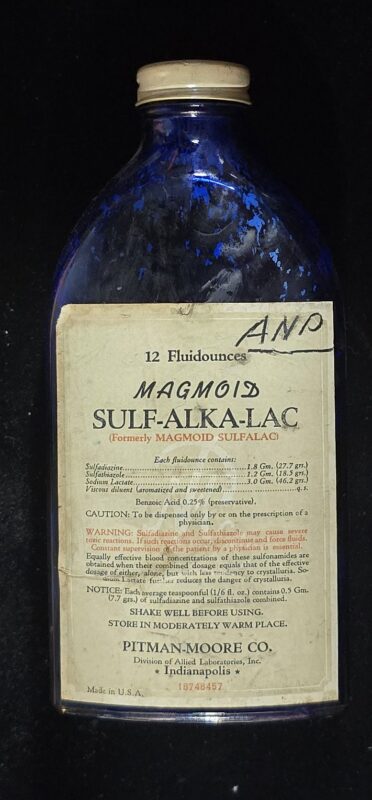 AND
12 Fluidounces
MAGMOID
SULF-ALKA-LAC
(Formerly MAGMOID SULFALAC)
Each fluidounce contains:
Sulfadiazine........................1.8 Gm. (27.7 grs.)
Sulfathiazole........................1.2 Gm. (18.5 grs.)
Sodium Lactate........................3.0 Gm. (46.2 grs.)
Viscous diluent (aromatized and sweetened)........................q. s.
Benzoic Acid 0.25% (preservative).
CAUTION: To be dispensed only by or on the prescription of a
physician.
WARNING: Sulfadiazine and Sulfathiazole may cause severe
toxic reactions. If such reactions occur, discontinue and force fluids.
Constant supervision of the patient by a physician is essential.
Equally effective blood concentrations of these sulfonamides are
obtained when their combined dosage equals that of the effective
dosage of either, alone, but with less tendency to crystalluria. So-
dium Lactate further reduces the danger of crystalluria.
NOTICE: Each average teaspoonful (1/6 fl. oz.) contains 0.5 Gm.
(7.7 grs.) of sulfadiazine and sulfathiazole combined.
SHAKE WELL BEFORE USING.
STORE IN MODERATELY WARM PLACE.
PITMAN-MOORE CO.
Division of Allied Laboratories, Inc.
★ Indianapolis ★
Made in U.S.A.
18748457